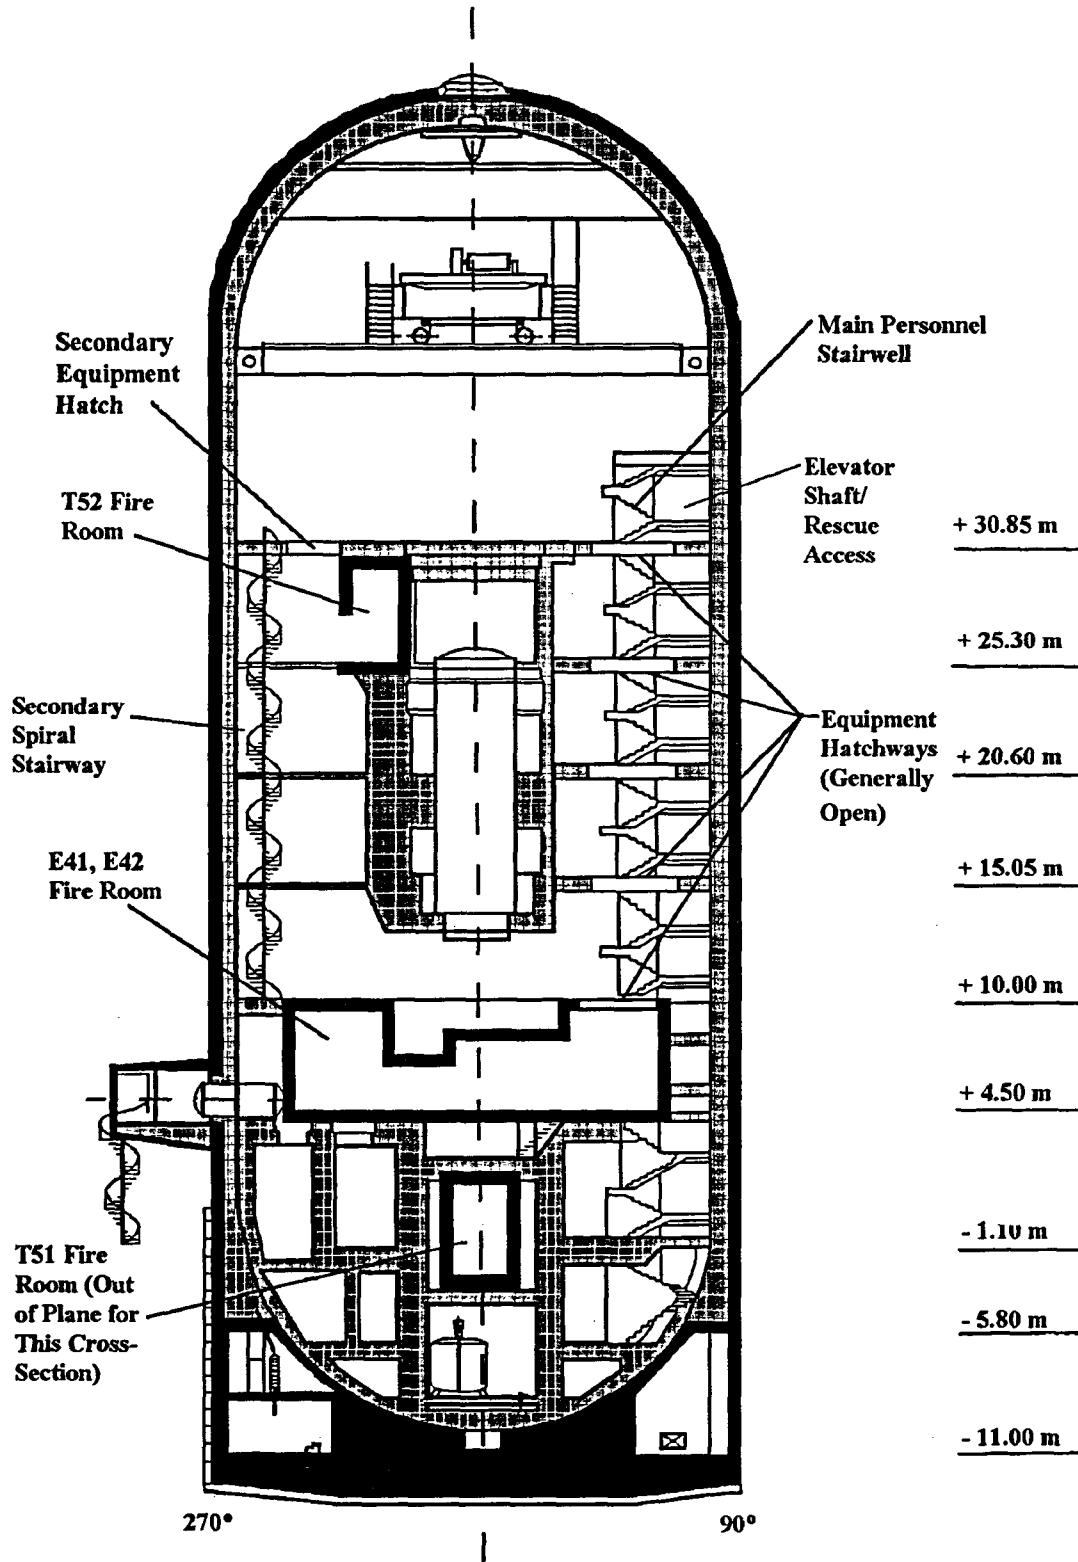 Secondary
Equipment
Hatch
T52 Fire
Room
Secondary
Spiral
Stairway
E41, E42
Fire Room
T51 Fire
Room (Out
of Plane for
This Cross-
Section)
Main Personnel
Stairwell
Elevator
Shaft/
Rescue
Access
Equipment
Hatchways
(Generally
Open)
+ 30.85 m
+ 25.30 m
+ 20.60 m
+ 15.05 m
+ 10.00 m
+ 4.50 m
- 1.10 m
- 5.80 m
- 11.00 m
270°
90°